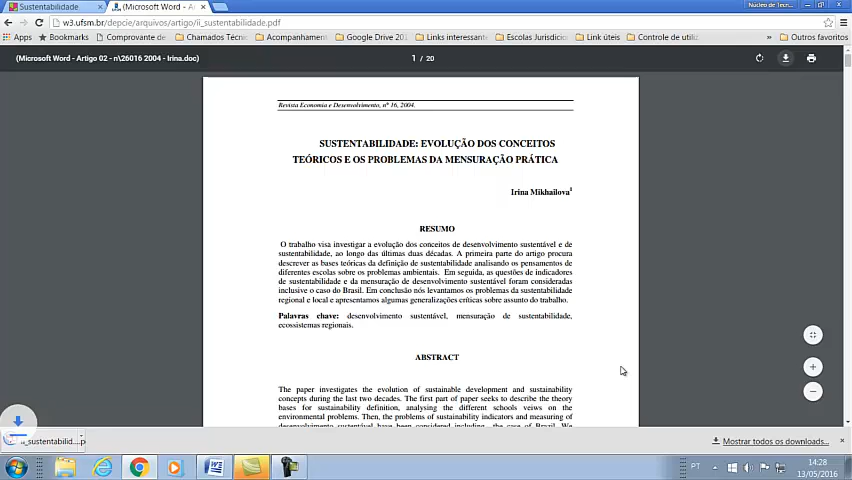 Sustentabilidade
(Microsoft Word -
Núcleo de Tecn...
w3.ufsm.br/depcie/arquivos/artigo/ii_sustentabilidade.pdf
Apps Bookmarks Comprovante de Chamados Técnic Acompanhament Google Drive 201 Links interessante Escolas Jurisdicion Link úteis Controle de utiliz » Outros favoritos
(Microsoft Word - Artigo 02 - n\26016 2004 - Irina.doc)
1 / 20
Revista Economia e Desenvolvimento, nº 16, 2004.
SUSTENTABILIDADE: EVOLUÇÃO DOS CONCEITOS
TEÓRICOS E OS PROBLEMAS DA MENSURAÇÃO PRÁTICA
Irina Mikhailova1
RESUMO
O trabalho visa investigar a evolução dos conceitos de desenvolvimento sustentável e de
sustentabilidade, ao longo das últimas duas décadas. A primeira parte do artigo procura
descrever as bases teóricas da definição de sustentabilidade analisando os pensamentos de
diferentes escolas sobre os problemas ambientais. Em seguida, as questões de indicadores
de sustentabilidade e da mensuração de desenvolvimento sustentável foram consideradas
inclusive o caso do Brasil. Em conclusão nós levantamos os problemas da sustentabilidade
regional e local e apresentamos algumas generalizações críticas sobre assunto do trabalho.
Palavras chave: desenvolvimento sustentável, mensuração de sustentabilidade,
ecossistemas regionais.
ABSTRACT
The paper investigates the evolution of sustainable development and sustainability
concepts during the last two decades. The first part of paper seeks to describe the theory
bases for sustainability definition, analysing the different schools veiws on the
environmental problems. Then, the problems of sustainability indicators and measuring of
desenvolvimento sustentável have been considered including, the case of Brazil. We
ii_sustentabilid....p
Mostrar todos os downloads...
PT
14:28
13/05/2016